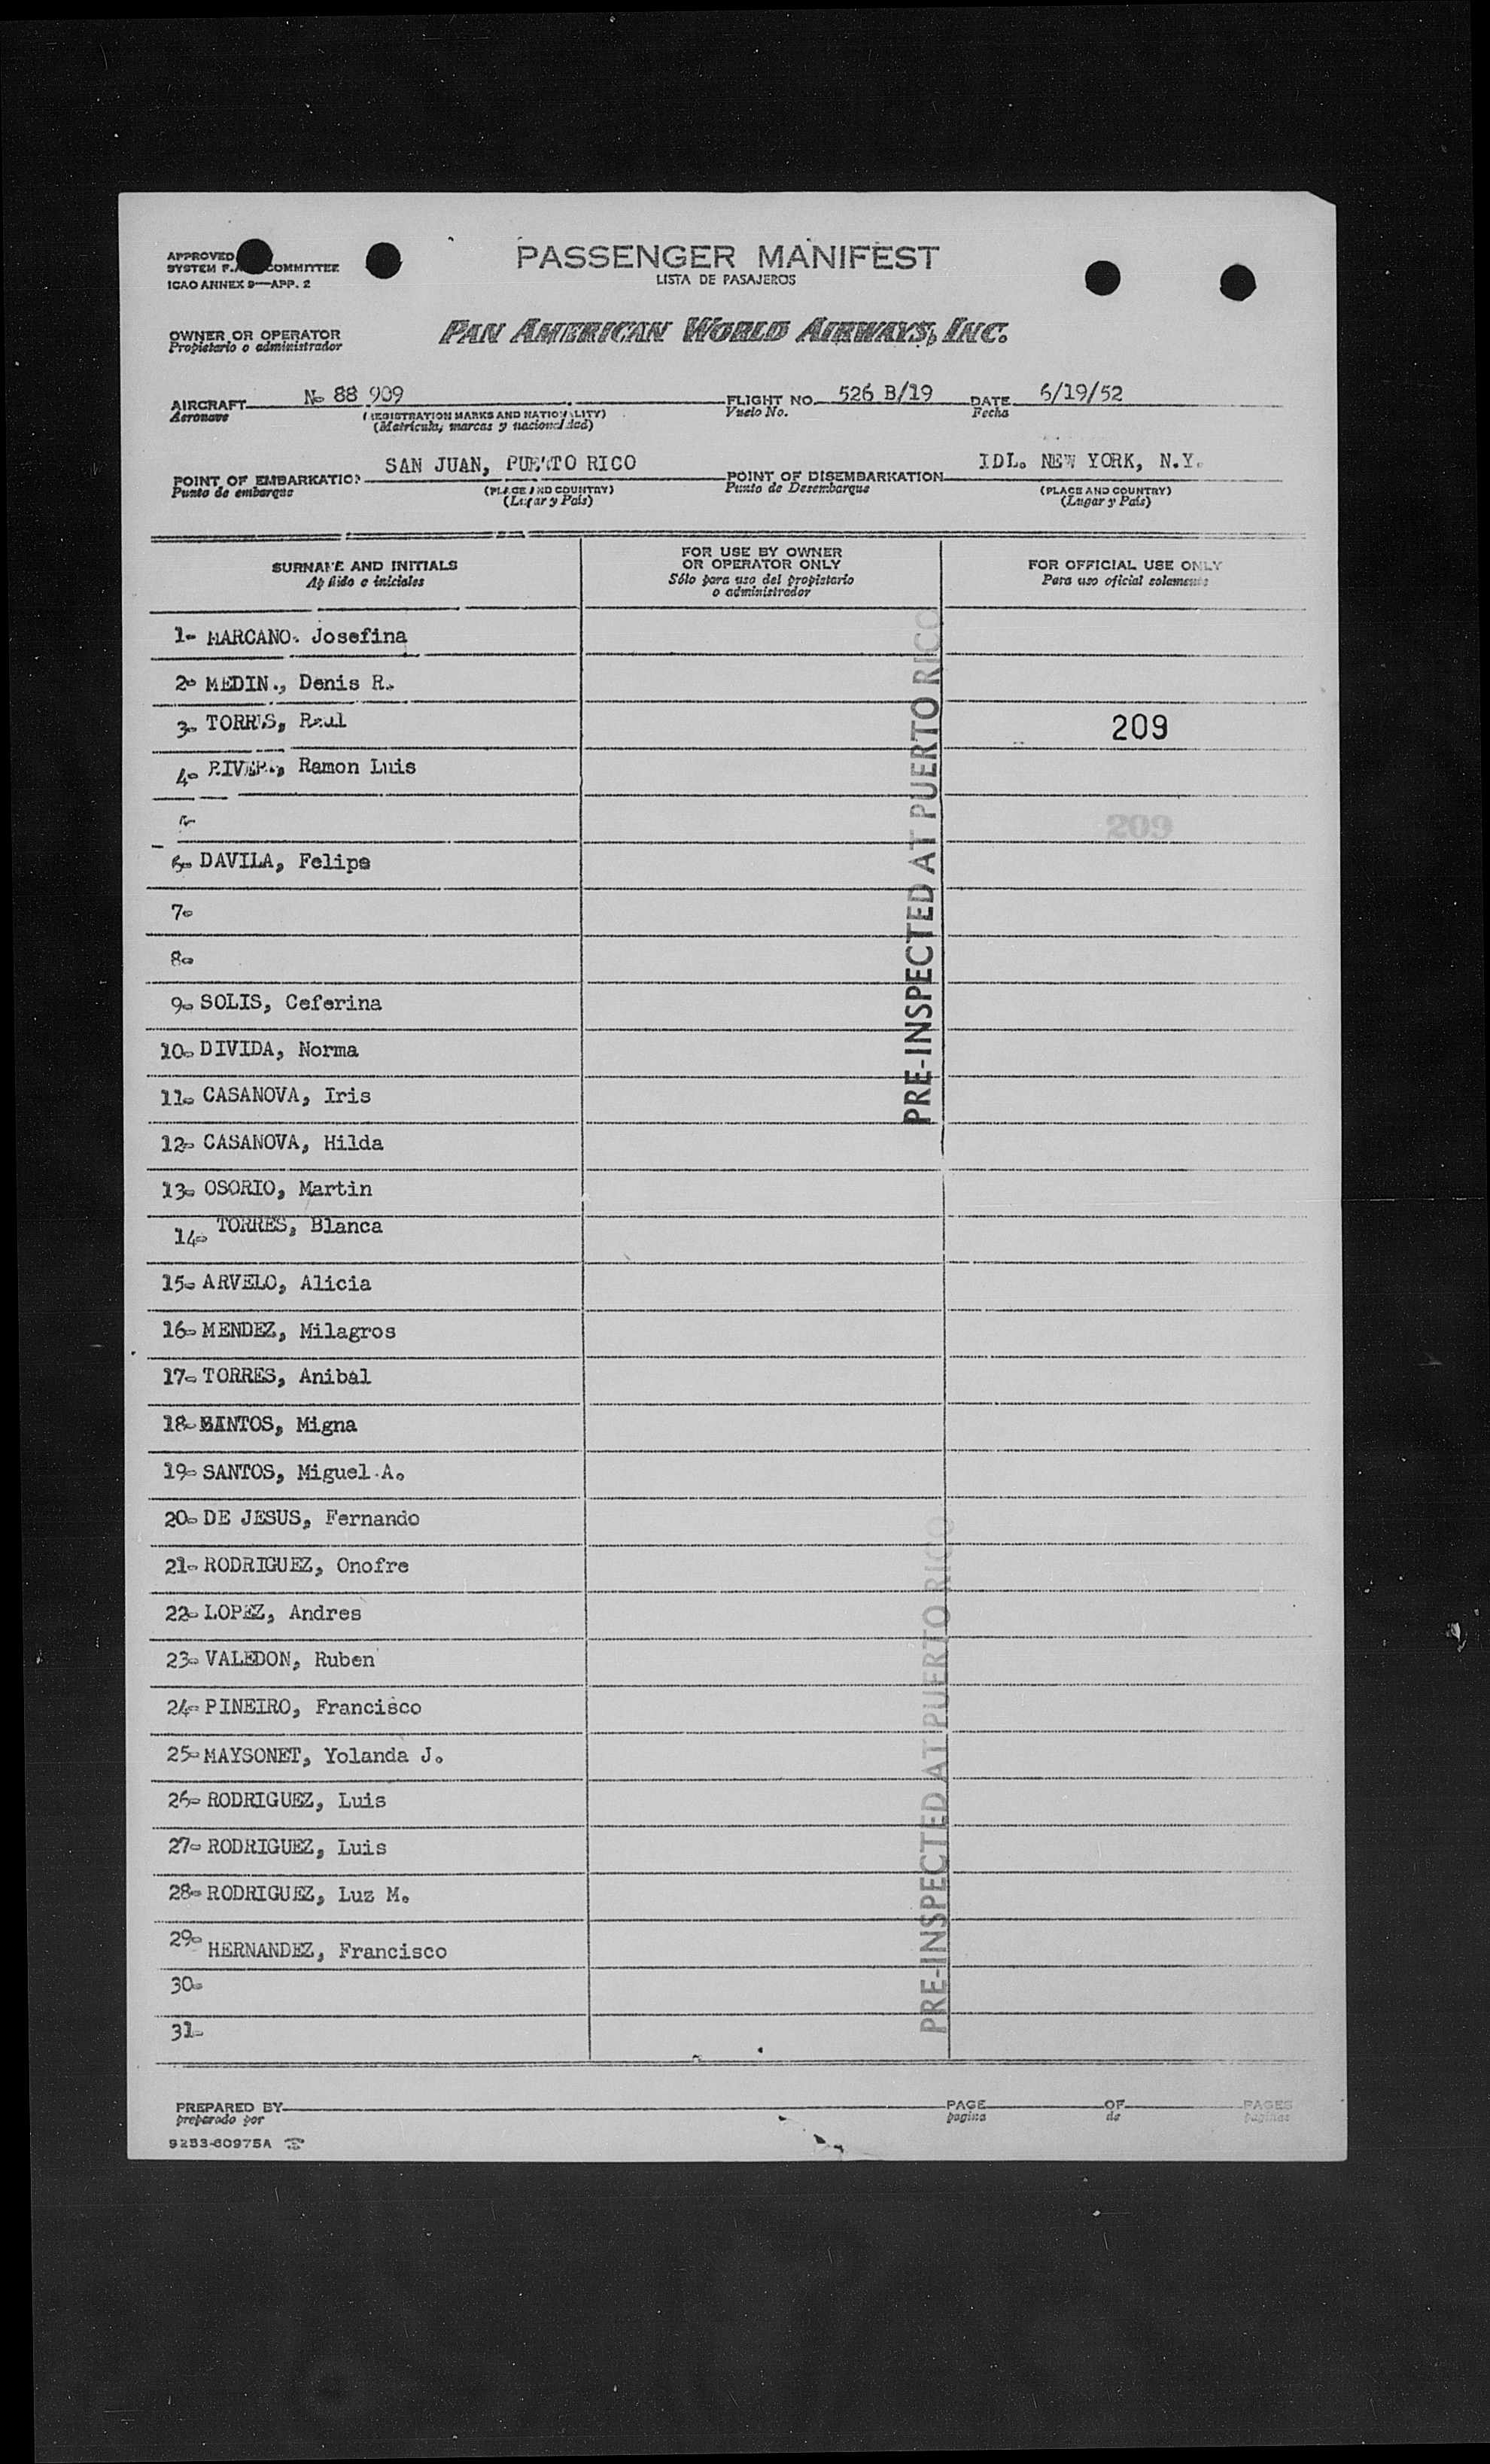 APPROVED
SYSTEM F. COMMITTEE
ICAO ANNEX 9—APP. 2
PASSENGER MANIFEST
LISTA DE PASAJEROS
OWNER OR OPERATOR
Propietario o administrador
PAN AMERICAN WORLD AIRWAYS, INC.
AIRCRAFT No 88 909 FLIGHT NO. 526 B/19 DATE 6/19/52
Aeronave (REGISTRATION MARKS AND NATIONALITY) Vuelo No. Fecha
(Matricula, marcas y nacionalidad)
POINT OF EMBARKATION SAN JUAN, PUERTO RICO POINT OF DISEMBARKATION IDL. NEW YORK, N.Y.
Punto de embarque (PLACE AND COUNTRY) Punto de Desembarque (PLACE AND COUNTRY)
(Lugar y País) (Lugar y País)
SURNAME AND INITIALS
Apellido e iniciales
FOR USE BY OWNER
OR OPERATOR ONLY
Sólo para uso del propietario
o administrador
FOR OFFICIAL USE ONLY
Para uso oficial solamente
1- MARCANO. Josefina
2- MEDIN., Denis R.
3- TORRES, Raul
209
4- RIVERA, Ramon Luis
209
6- DAVILA, Felipe
7-
8-
9- SOLIS, Ceferina
10- DIVIDA, Norma
11- CASANOVA, Iris
12- CASANOVA, Hilda
13- OSORIO, Martin
14- TORRES, Blanca
15- ARVELO, Alicia
16- MENDEZ, Milagros
17- TORRES, Anibal
18- SANTOS, Migna
19- SANTOS, Miguel A.
20- DE JESUS, Fernando
21- RODRIGUEZ, Onofre
22- LOPEZ, Andres
23- VALEDON, Ruben
24- PINEIRO, Francisco
25- MAYSONET, Yolanda J.
26- RODRIGUEZ, Luis
27- RODRIGUEZ, Luis
28- RODRIGUEZ, Luz M.
29- HERNANDEZ, Francisco
30-
31-
PRE-INSPECTED AT PUERTO RICO
PRE-INSPECTED AT PUERTO RICO
PREPARED BY PAGE OF PAGES
preparado por pagina de paginas
9253-60975A